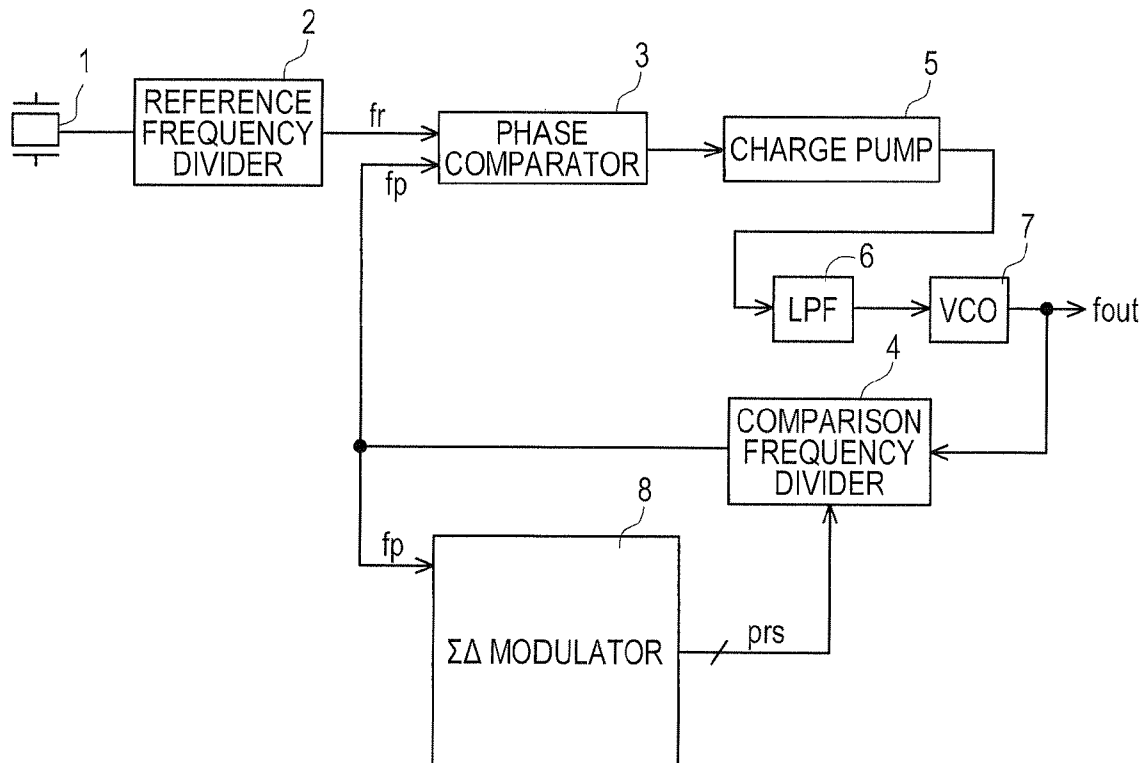 1
2
REFERENCE
FREQUENCY
DIVIDER
fr
fp
3
PHASE
COMPARATOR
5
CHARGE PUMP
6
LPF
7
VCO
fout
4
COMPARISON
FREQUENCY
DIVIDER
fp
8
ΣΔ MODULATOR
prs